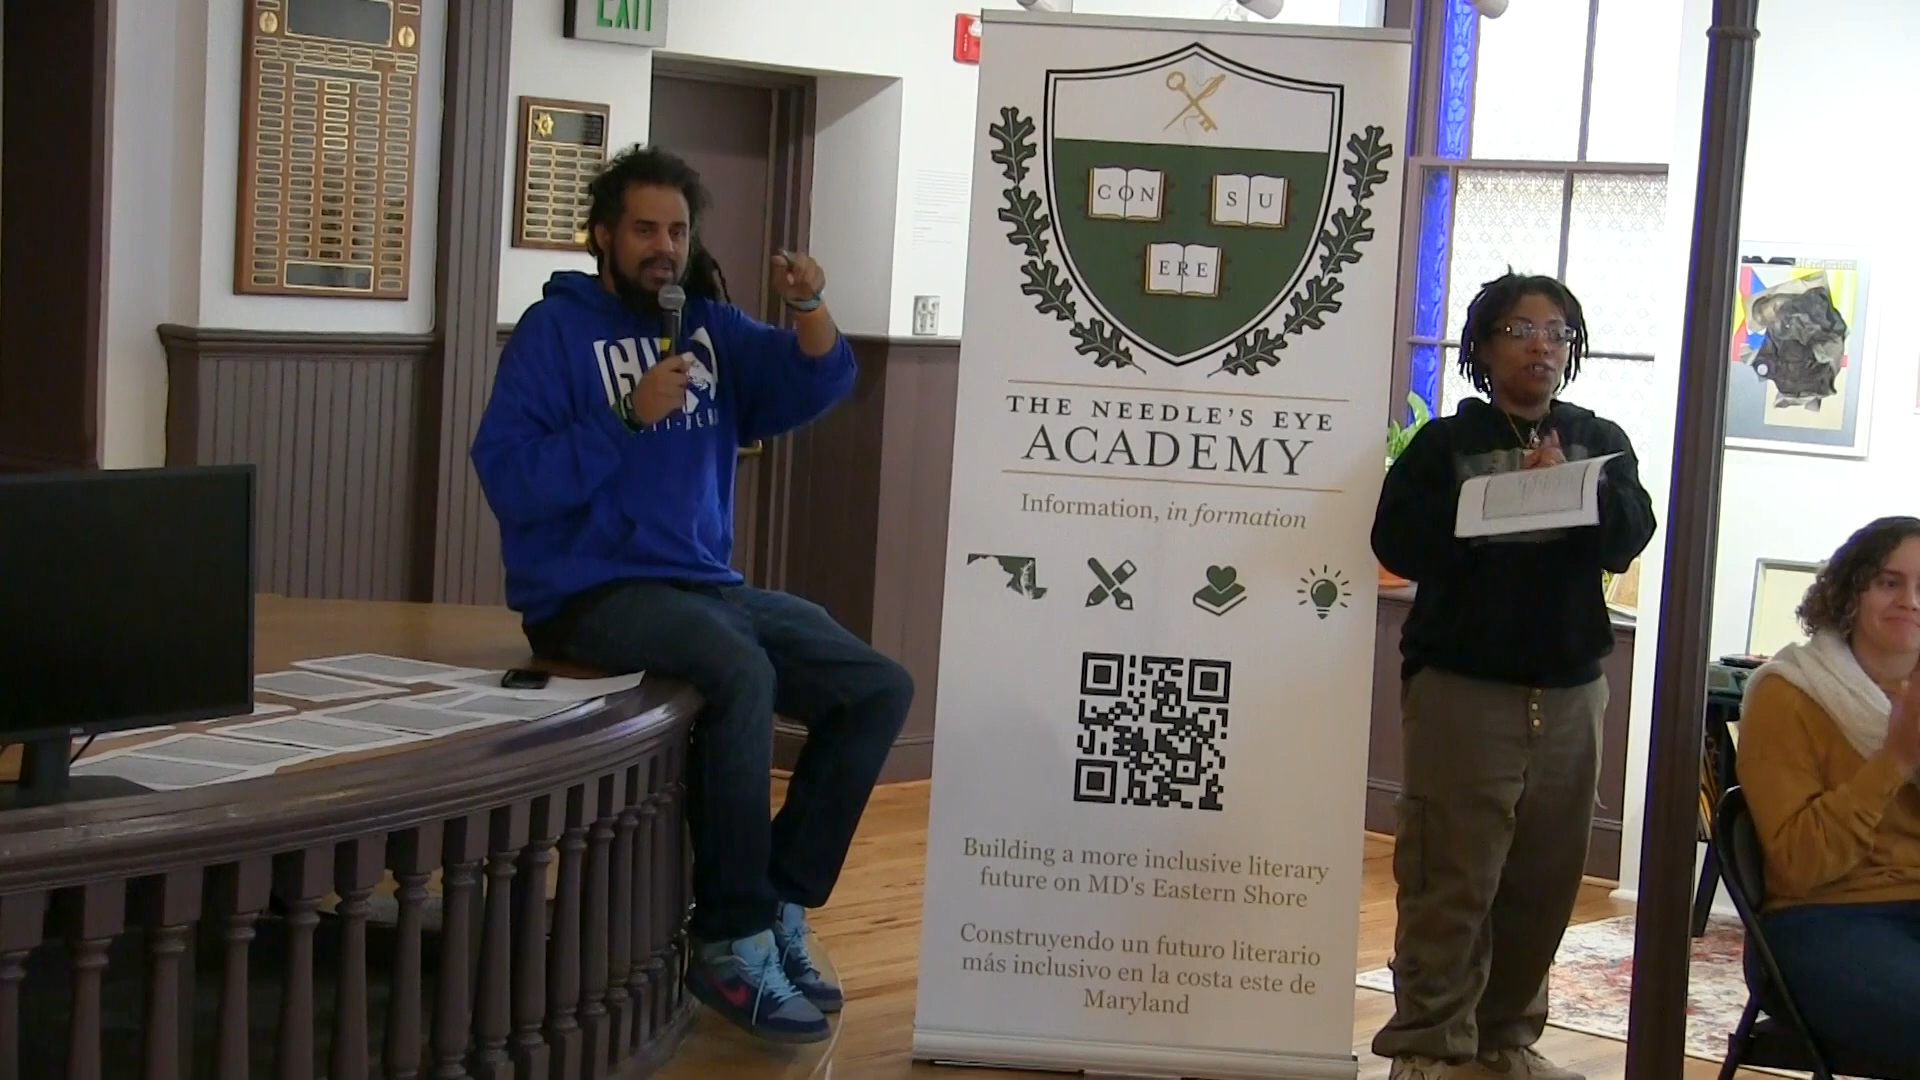 EXIT
CON
SU
ERE
THE NEEDLE'S EYE
ACADEMY
Information, in formation
Building a more inclusive literary
future on MD's Eastern Shore
Construyendo un futuro literario
más inclusivo en la costa este de
Maryland